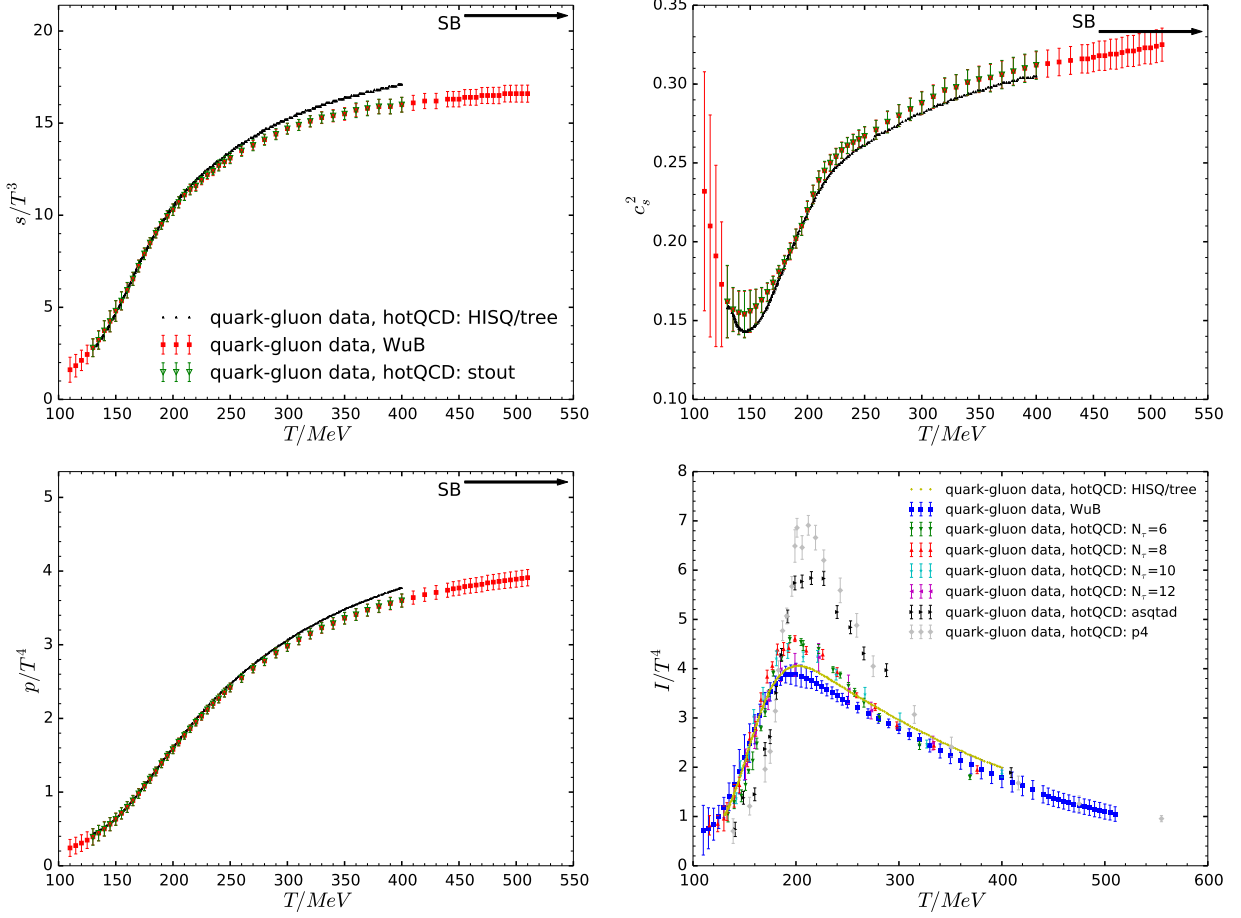 SB
20
15
10
5
0
s/T³
quark-gluon data, hotQCD: HISQ/tree
quark-gluon data, WuB
quark-gluon data, hotQCD: stout
100 150 200 250 300 350 400 450 500 550
T/MeV
SB
0.35
0.30
0.25
0.20
0.15
0.10
c_s²
100 150 200 250 300 350 400 450 500 550
T/MeV
SB
5
4
3
2
1
0
p/T⁴
100 150 200 250 300 350 400 450 500 550
T/MeV
8
7
6
5
4
3
2
1
0
I/T⁴
quark-gluon data, hotQCD: HISQ/tree
quark-gluon data, WuB
quark-gluon data, hotQCD: N_τ=6
quark-gluon data, hotQCD: N_τ=8
quark-gluon data, hotQCD: N_τ=10
quark-gluon data, hotQCD: N_τ=12
quark-gluon data, hotQCD: asqtad
quark-gluon data, hotQCD: p4
100 200 300 400 500 600
T/MeV